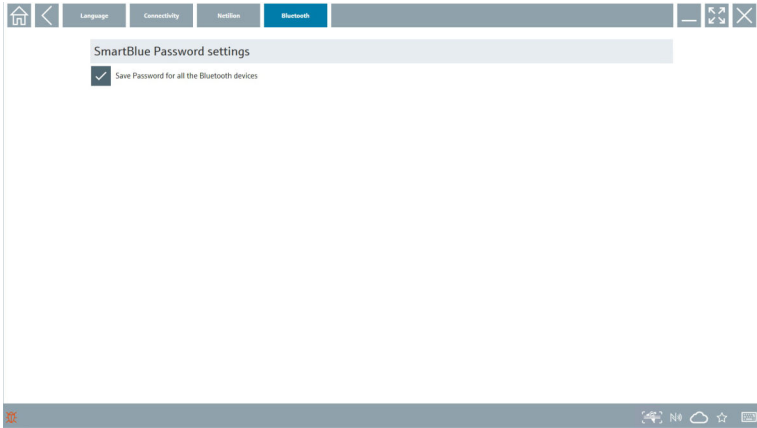 Language
Connectivity
Netilion
Bluetooth
SmartBlue Password settings
Save Password for all the Bluetooth devices